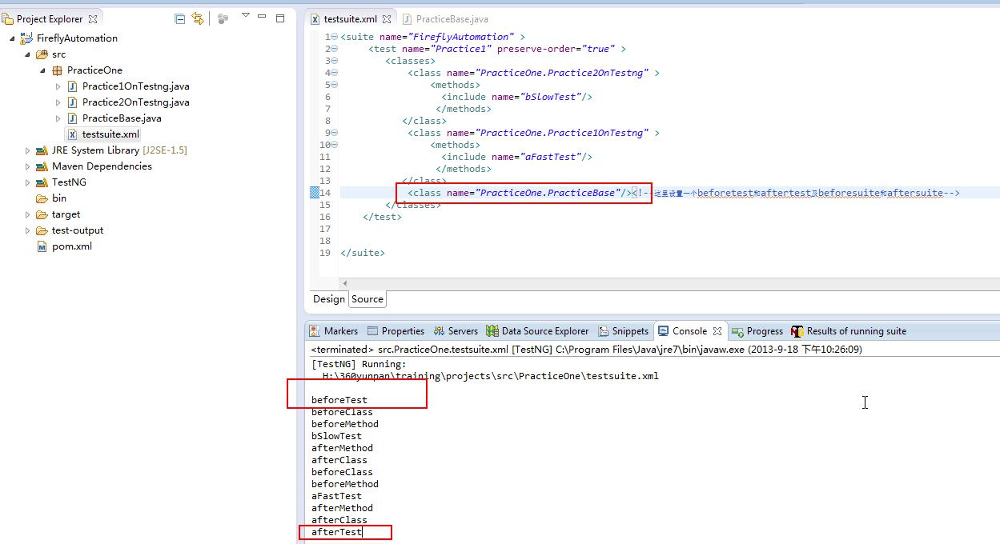 Project Explorer
FireflyAutomation
src
PracticeOne
Practice1OnTestng.java
Practice2OnTestng.java
PracticeBase.java
testsuite.xml
JRE System Library [J2SE-1.5]
Maven Dependencies
TestNG
bin
target
test-output
pom.xml
testsuite.xml
PracticeBase.java
1 <suite name="FireflyAutomation" >
2 <test name="Practice1" preserve-order="true" >
3 <classes>
4 <class name="PracticeOne.Practice2OnTestng" >
5 <methods>
6 <include name="bSlowTest"/>
7 </methods>
8 </class>
9 <class name="PracticeOne.Practice1OnTestng" >
10 <methods>
11 <include name="aFastTest"/>
12 </methods>
13 </class>
14 <class name="PracticeOne.PracticeBase"/><!--这里设置一个beforetest和aftertest及beforesuite和aftersuite-->
15 </classes>
16 </test>
17
18
19 </suite>
Design Source
Markers Properties Servers Data Source Explorer Snippets Console Progress Results of running suite
<terminated> src.PracticeOne.testsuite.xml [TestNG] C:\Program Files\Java\jre7\bin\javaw.exe (2013-9-18 下午10:26:09)
[TestNG] Running:
H:\360yunpan\training\projects\src\PracticeOne\testsuite.xml
beforeTest
beforeClass
beforeMethod
bSlowTest
afterMethod
afterClass
beforeClass
beforeMethod
aFastTest
afterMethod
afterClass
afterTest